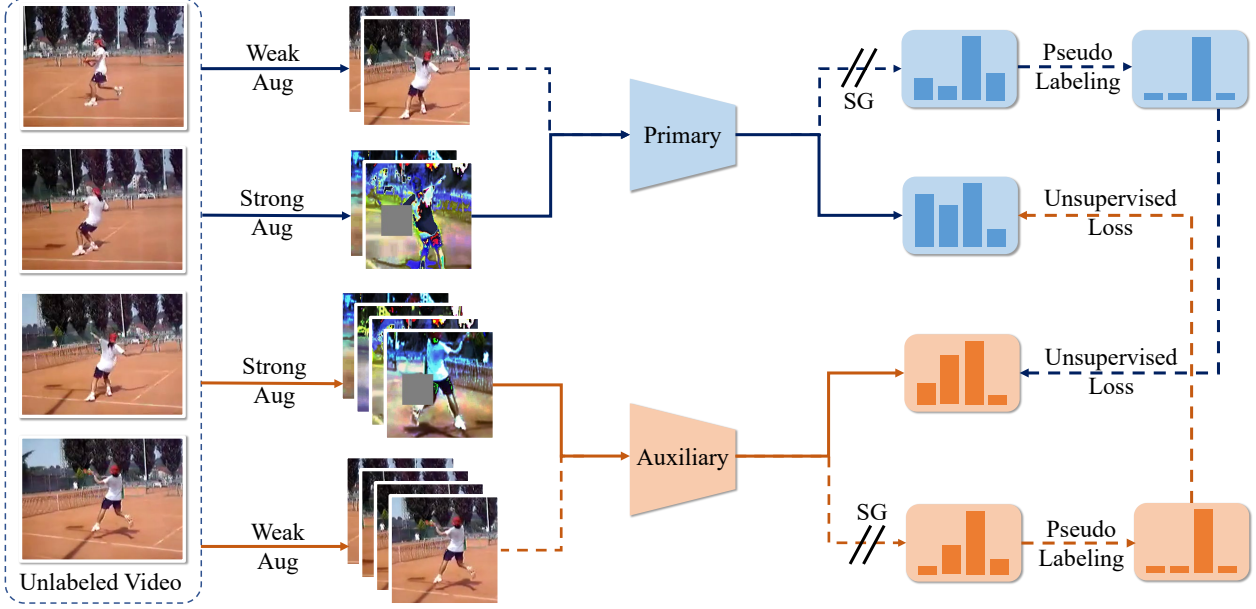 Weak
Aug
SG
Pseudo
Labeling
Primary
Strong
Aug
Unsupervised
Loss
Strong
Aug
Unsupervised
Loss
Auxiliary
Weak
Aug
SG
Pseudo
Labeling
Unlabeled Video